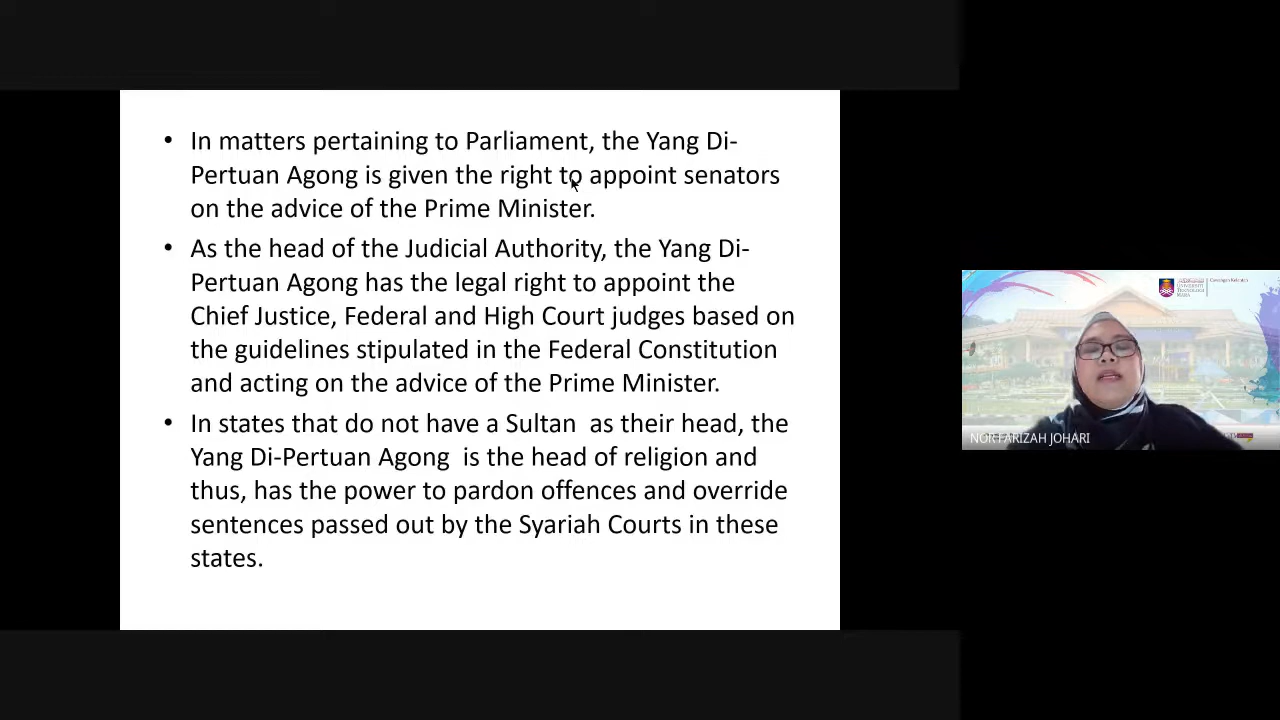 • In matters pertaining to Parliament, the Yang Di-
Pertuan Agong is given the right to appoint senators
on the advice of the Prime Minister.
• As the head of the Judicial Authority, the Yang Di-
Pertuan Agong has the legal right to appoint the
Chief Justice, Federal and High Court judges based on
the guidelines stipulated in the Federal Constitution
and acting on the advice of the Prime Minister.
• In states that do not have a Sultan  as their head, the
Yang Di-Pertuan Agong  is the head of religion and
thus, has the power to pardon offences and override
sentences passed out by the Syariah Courts in these
states.
UNIVERSITI
TEKNOLOGI
MARA
NOR FARIZAH JOHARI